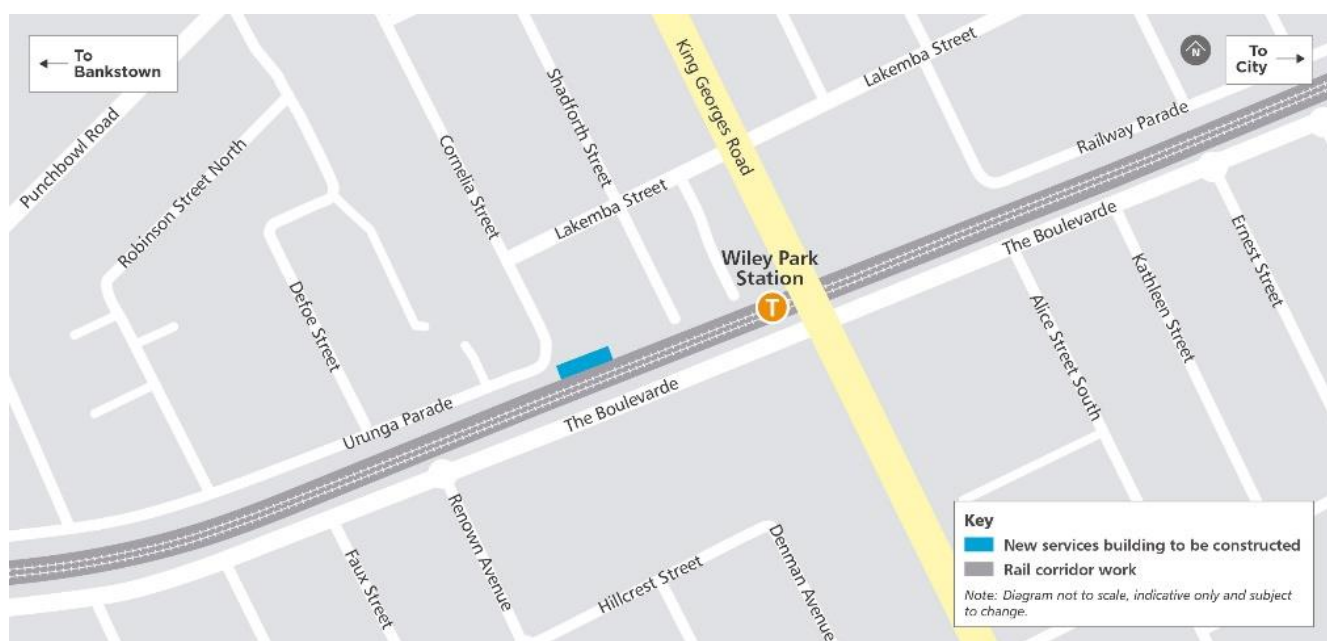 To
Bankstown
Punchbowl Road
Robinson Street North
Defoe Street
Cornelia Street
Shadforth Street
Lakemba Street
King Georges Road
Lakemba Street
N
To
City
Railway Parade
Wiley Park
Station
T
The Boulevarde
Ernest Street
Kathleen Street
Alice Street South
Urunga Parade
The Boulevarde
Renown Avenue
Faux Street
Hillcrest Street
Denman Avenue
Key
New services building to be constructed
Rail corridor work
Note: Diagram not to scale, indicative only and subject
to change.